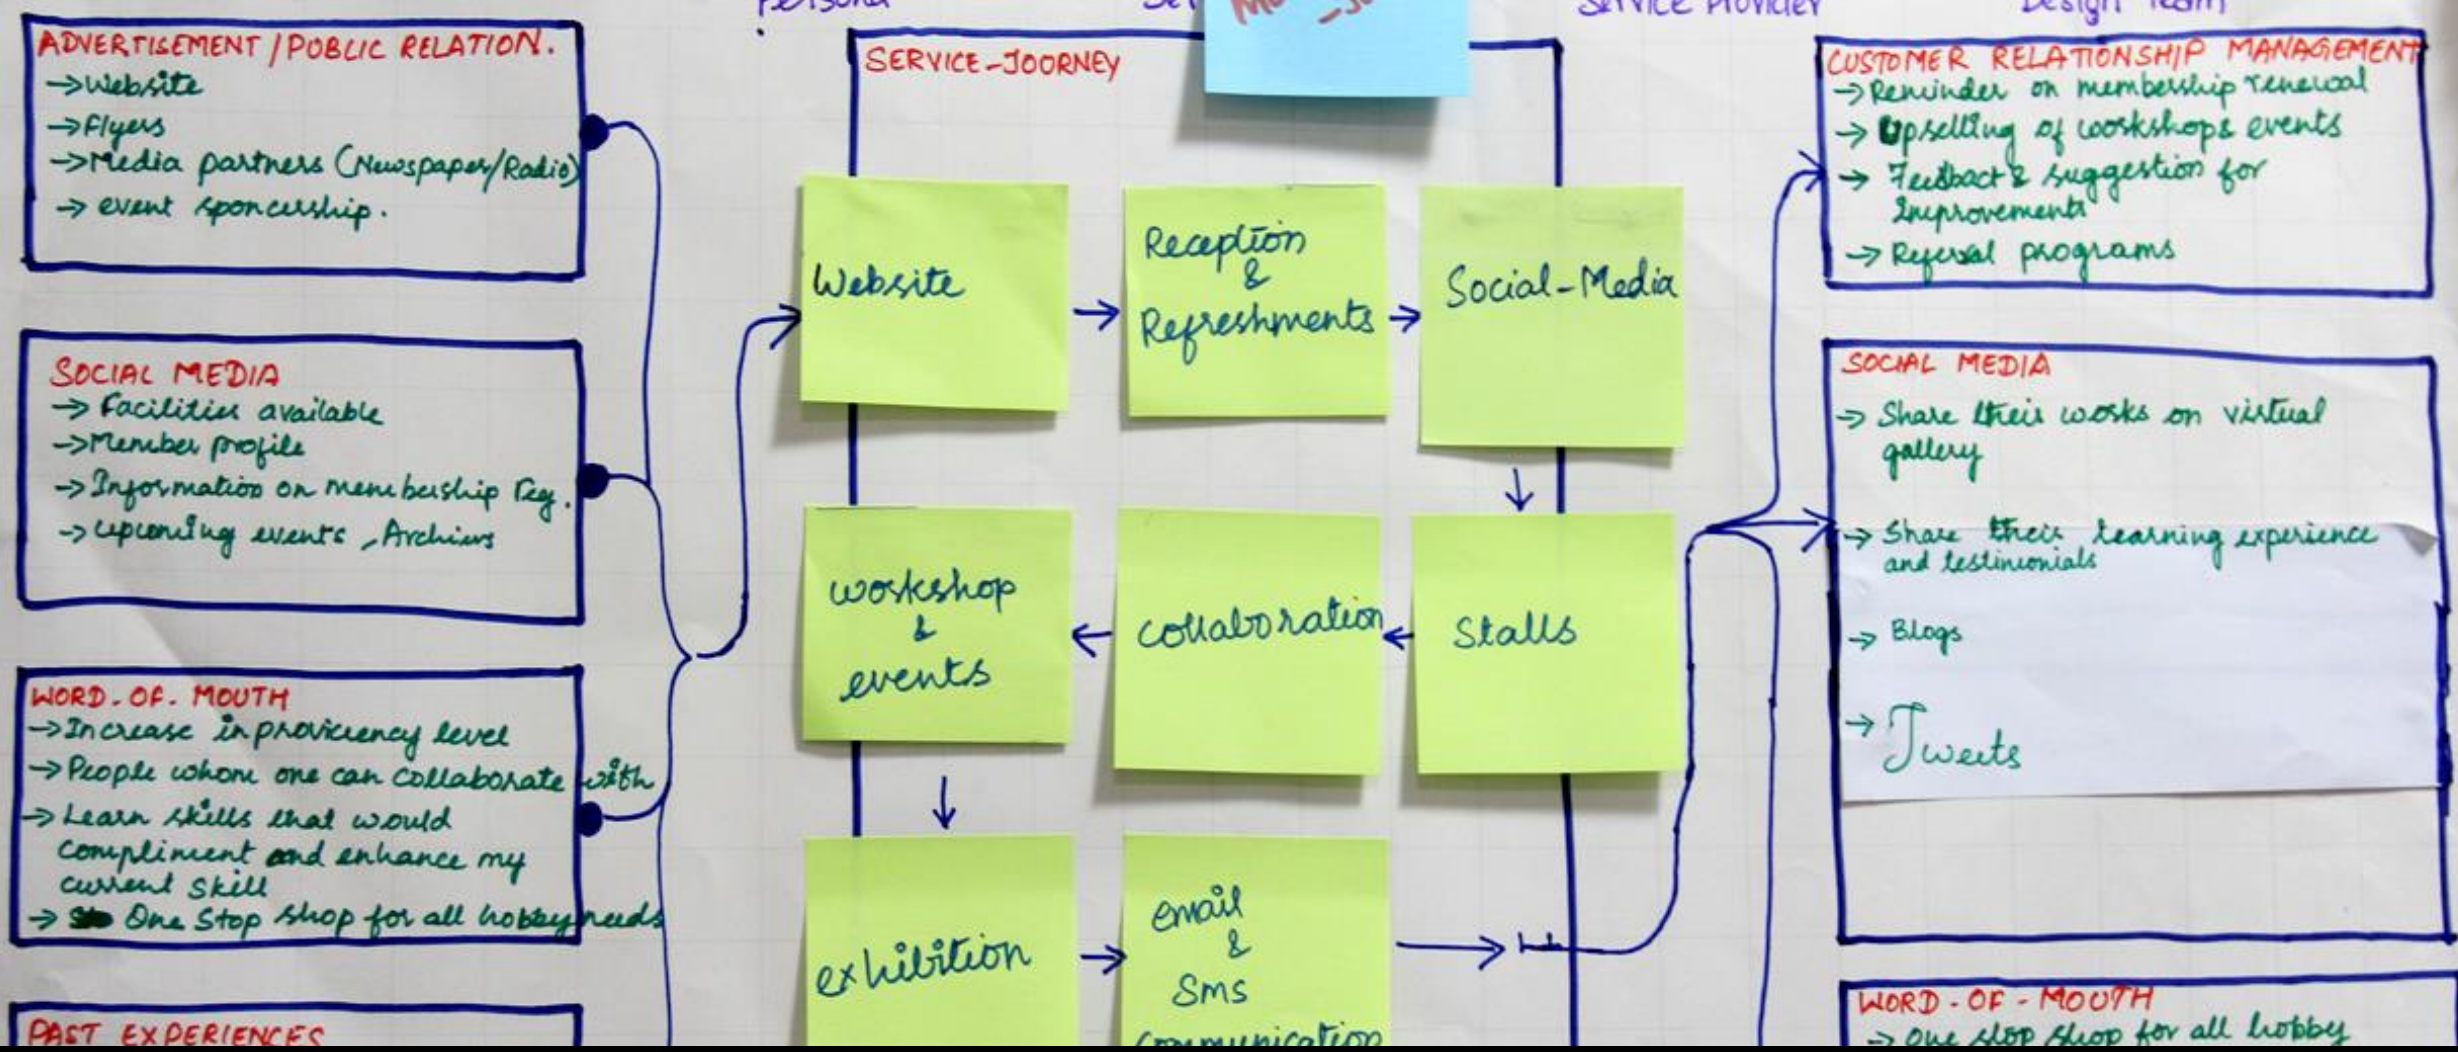 Persona
Service Provider
Design Team
ADVERTISEMENT/PUBLIC RELATION.
→Website
→Flyers
→Media partners (Newspaper/Radio)
→ event sponcership.
SOCIAL MEDIA
→ Facilities available
→Member profile
→Information on membership reg.
→upcoming events, Archives
WORD-OF-MOUTH
→Increase in proviciency level
→People whom one can collaborate with
→Learn skills that would
compliment and enhance my
current skill
→ One Stop shop for all hobby needs
PAST EXPERIENCES
SERVICE-JOORNEY
Website
→
Reception
&
Refreshments
→
Social-Media
↓
Stalls
←
collaboration
←
workshop
&
events
↓
exhibition
→
email
&
Sms
communication
→
CUSTOMER RELATIONSHIP MANAGEMENT
→Reminder on membership renewal
→ Upselling of workshops events
→ Feedback & suggestion for
Improvements
→ Referral programs
SOCIAL MEDIA
→ Share their works on virtual
gallery
→ Share their learning experience
and testimonials
→ Blogs
→ Tweets
WORD-OF-MOUTH
→ One stop shop for all hobby